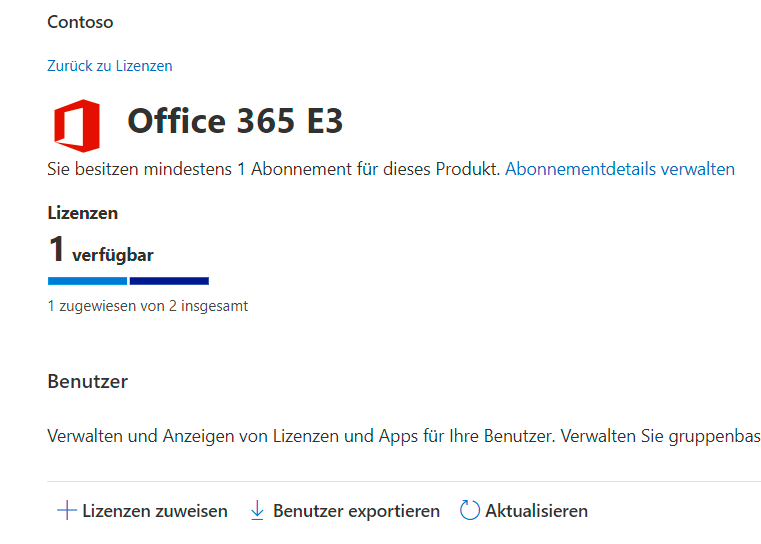 Contoso
Zurück zu Lizenzen
Office 365 E3
Sie besitzen mindestens 1 Abonnement für dieses Produkt. Abonnementdetails verwalten
Lizenzen
1 verfügbar
1 zugewiesen von 2 insgesamt
Benutzer
Verwalten und Anzeigen von Lizenzen und Apps für Ihre Benutzer. Verwalten Sie gruppenbas
Lizenzen zuweisen Benutzer exportieren Aktualisieren